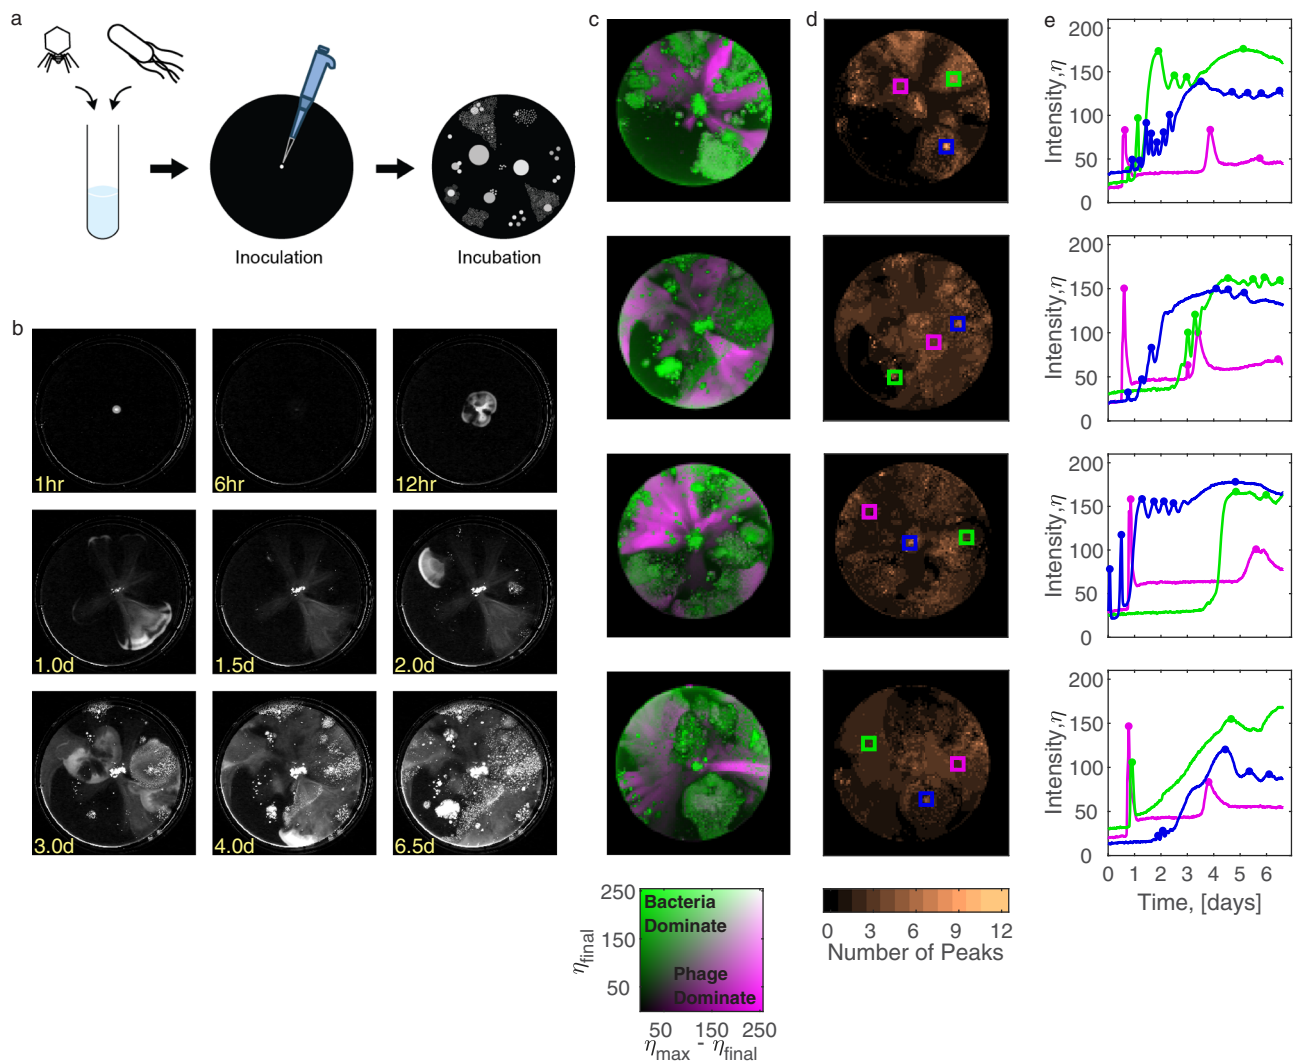 a
Inoculation
Incubation
b
1hr
6hr
12hr
1.0d
1.5d
2.0d
3.0d
4.0d
6.5d
c
250
150
50
η_final
Bacteria
Dominate
Phage
Dominate
50 150 250
η_max - η_final
d
0 3 6 9 12
Number of Peaks
e
200
150
100
50
0
Intensity,η
200
150
100
50
0
Intensity,η
200
150
100
50
0
Intensity,η
200
150
100
50
0
Intensity,η
0 1 2 3 4 5 6
Time, [days]